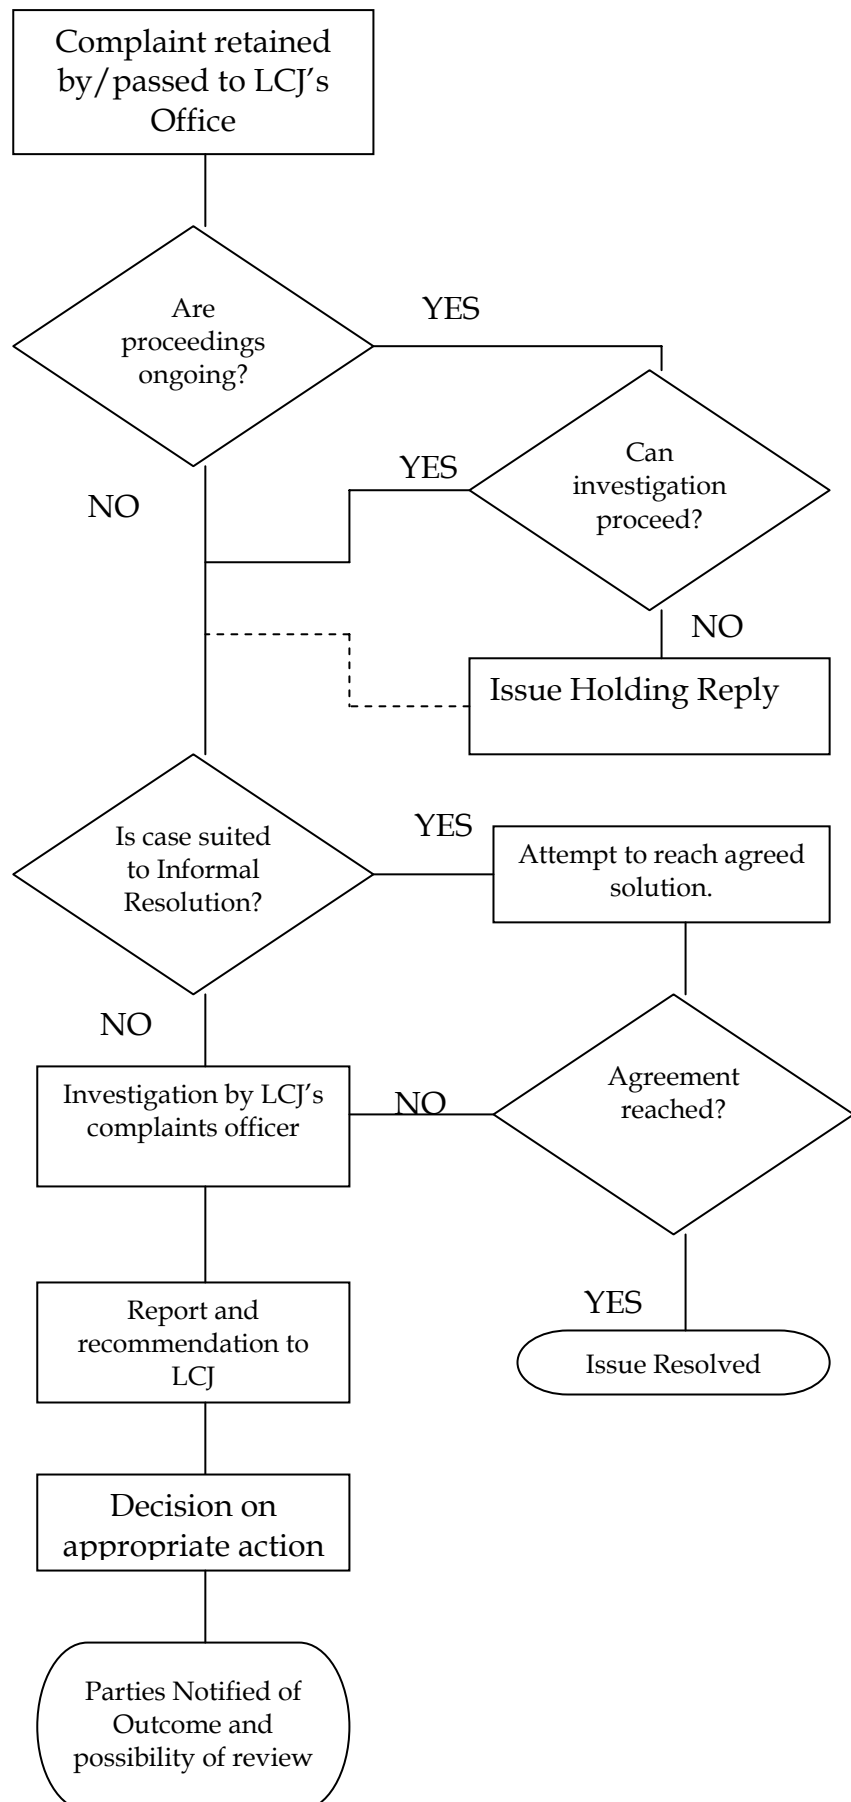 Complaint retained
by/passed to LCJ’s
Office
Are
proceedings
ongoing?
YES
Can
investigation
proceed?
YES
NO
NO
Issue Holding Reply
Is case suited
to Informal
Resolution?
YES
Attempt to reach agreed
solution.
NO
Agreement
reached?
NO
Investigation by LCJ’s
complaints officer
YES
Issue Resolved
Report and
recommendation to
LCJ
Decision on
appropriate action
Parties Notified of
Outcome and
possibility of review